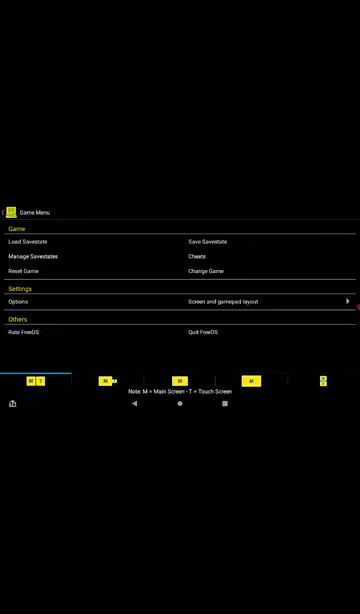 Game Menu
Game
Load Savestate Save Savestate
Manage Savestates Cheats
Reset Game Change Game
Settings
Options Screen and gamepad layout
Others
Rate FreeDS Quit FreeDS
M T M T M M M
Note: M = Main Screen - T = Touch Screen